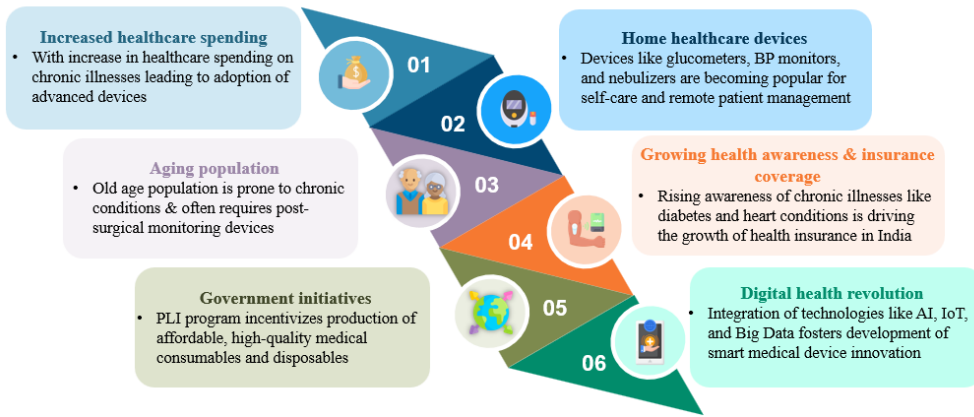 Increased healthcare spending
• With increase in healthcare spending on
chronic illnesses leading to adoption of
advanced devices
01
Home healthcare devices
• Devices like glucometers, BP monitors,
and nebulizers are becoming popular for
self-care and remote patient management
02
Aging population
• Old age population is prone to chronic
conditions & often requires post-
surgical monitoring devices
03
Growing health awareness & insurance
coverage
• Rising awareness of chronic illnesses like
diabetes and heart conditions is driving
the growth of health insurance in India
04
Government initiatives
• PLI program incentivizes production of
affordable, high-quality medical
consumables and disposables
05
Digital health revolution
• Integration of technologies like AI, IoT,
and Big Data fosters development of
smart medical device innovation
06